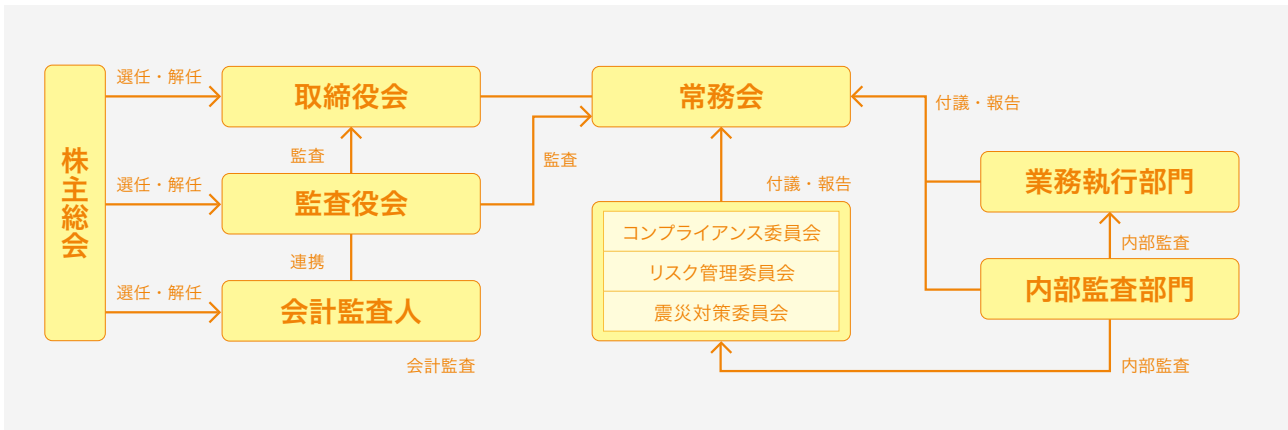 株主総会
選任・解任
取締役会
常務会
付議・報告
監査
監査
選任・解任
監査役会
付議・報告
業務執行部門
コンプライアンス委員会
内部監査
連携
リスク管理委員会
選任・解任
会計監査人
内部監査部門
震災対策委員会
会計監査
内部監査